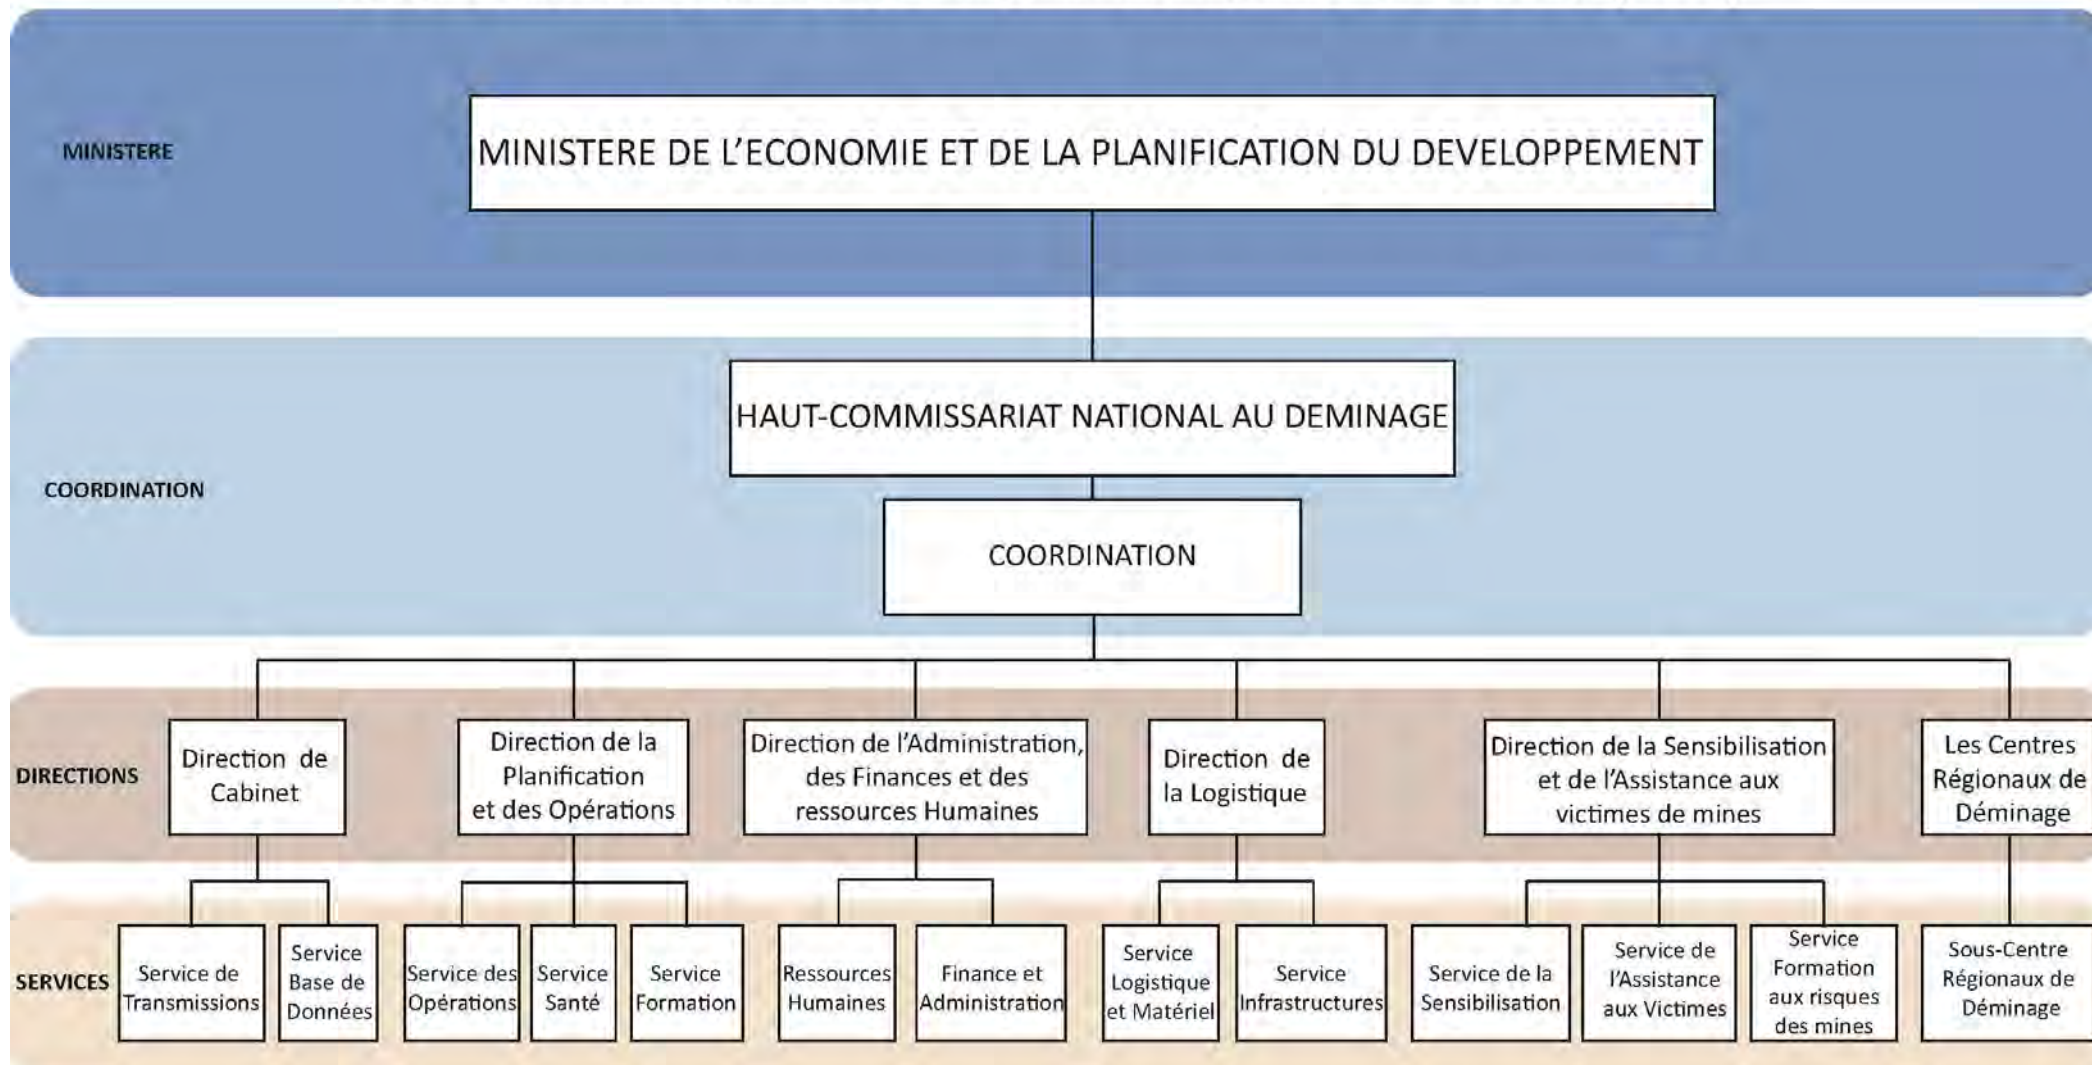 MINISTERE
MINISTERE DE L'ECONOMIE ET DE LA PLANIFICATION DU DEVELOPPEMENT
COORDINATION
HAUT-COMMISSARIAT NATIONAL AU DEMINAGE
COORDINATION
DIRECTIONS
Direction de
Cabinet
Direction de la
Planification
et des Opérations
Direction de l'Administration,
des Finances et des
ressources Humaines
Direction de
la Logistique
Direction de la Sensibilisation
et de l'Assistance aux
victimes de mines
Les Centres
Régionaux de
Déminage
SERVICES
Service de
Transmissions
Service
Base de
Données
Service des
Opérations
Service
Santé
Service
Formation
Ressources
Humaines
Finance et
Administration
Service
Logistique
et Matériel
Service
Infrastructures
Service de la
Sensibilisation
Service de
l'Assistance
aux Victimes
Service
Formation
aux risques
des mines
Sous-Centre
Régionaux de
Déminage